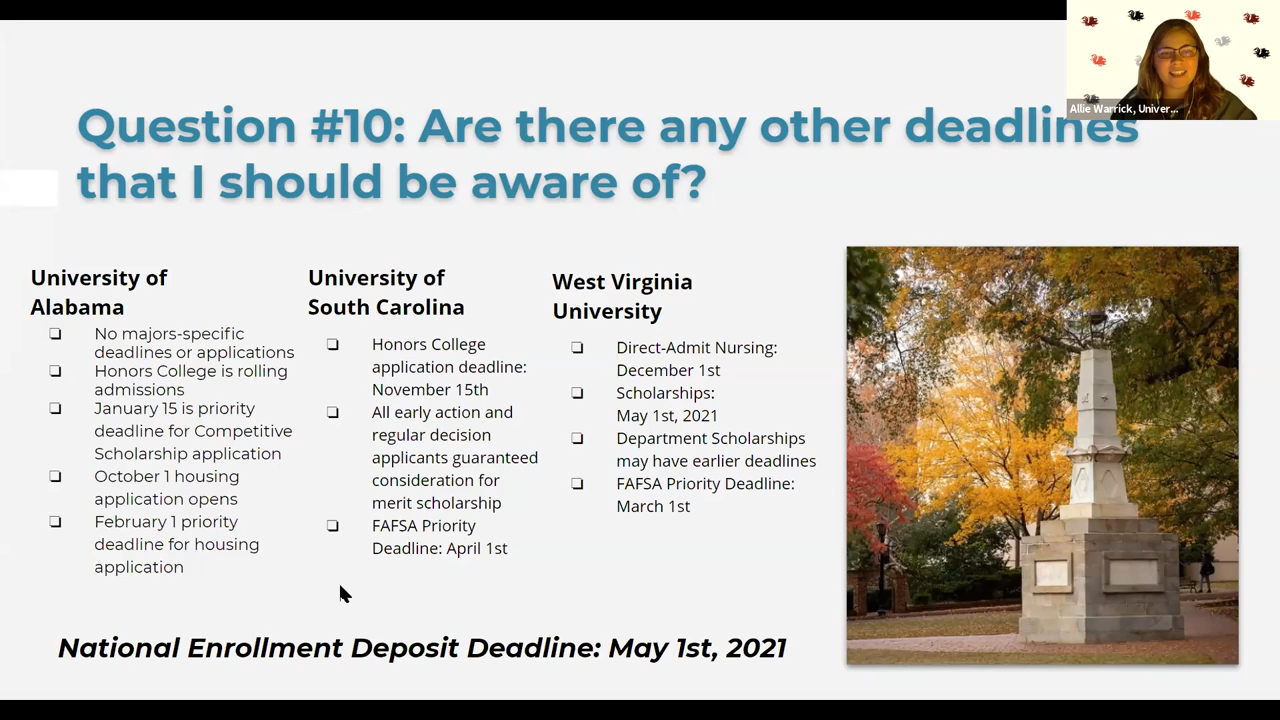 Allie Warrick, Univer...
Question #10: Are there any other deadlines
that I should be aware of?
University of
Alabama
❏ No majors-specific
deadlines or applications
❏ Honors College is rolling
admissions
❏ January 15 is priority
deadline for Competitive
Scholarship application
❏ October 1 housing
application opens
❏ February 1 priority
deadline for housing
application
University of
South Carolina
❏ Honors College
application deadline:
November 15th
❏ All early action and
regular decision
applicants guaranteed
consideration for
merit scholarship
❏ FAFSA Priority
Deadline: April 1st
West Virginia
University
❏ Direct-Admit Nursing:
December 1st
❏ Scholarships:
May 1st, 2021
❏ Department Scholarships
may have earlier deadlines
❏ FAFSA Priority Deadline:
March 1st
National Enrollment Deposit Deadline: May 1st, 2021